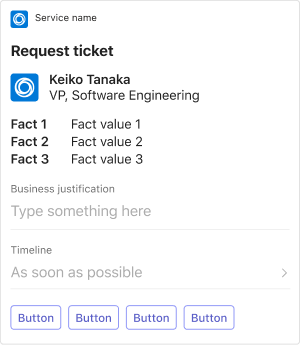 Service name
Request ticket
Keiko Tanaka
VP, Software Engineering
Fact 1 Fact value 1
Fact 2 Fact value 2
Fact 3 Fact value 3
Business justification
Type something here
Timeline
As soon as possible
Button Button Button Button